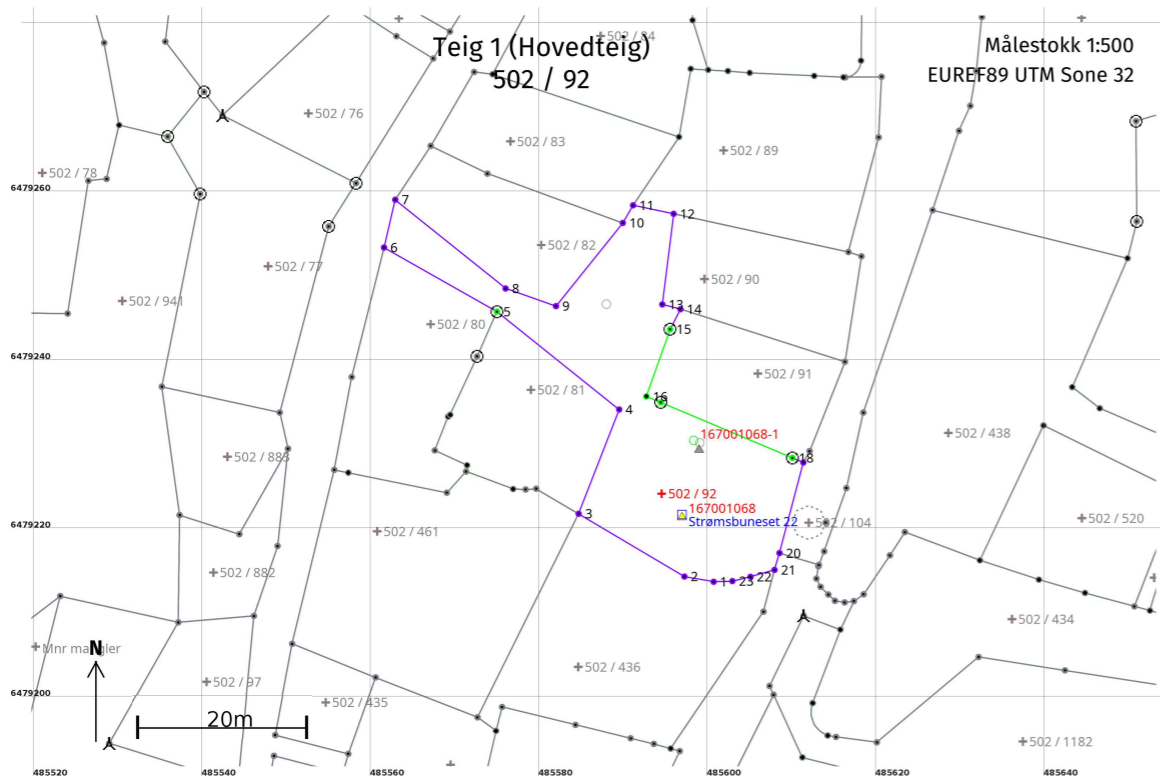 Teig 1 (Hovedteig)
502 / 92
Målestokk 1:500
EUREF89 UTM Sone 32
502 / 84
502 / 76
502 / 83
502 / 89
502 / 78
6479260
7
11
10
12
502 / 82
6
502 / 77
502 / 90
502 / 941
8
9
13
14
5
15
502 / 80
6479240
502 / 91
502 / 81
16
4
167001068-1
502 / 438
18
502 / 883
502 / 92
167001068
Strømsbuneset 22
502 / 104
502 / 520
3
6479220
502 / 461
20
21
502 / 882
2
1
23
22
502 / 434
Mnr mangler
N
502 / 436
502 / 97
6479200
502 / 435
20m
502 / 1182
485520
485540
485560
485580
485600
485620
485640